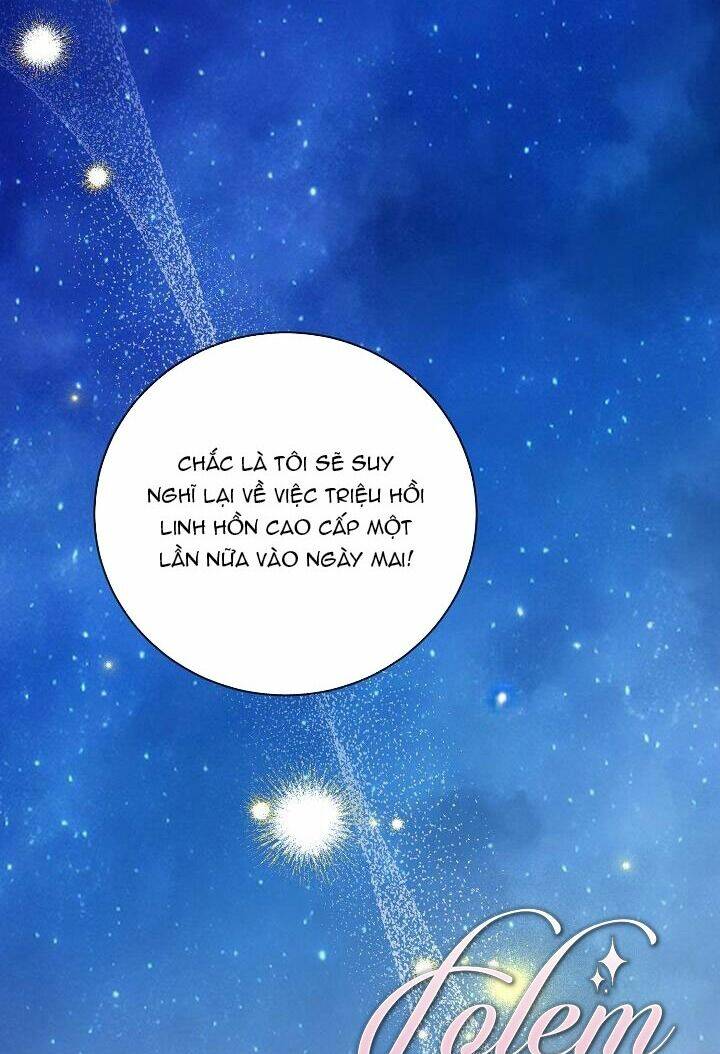 CHẮC LÀ TÔI SẼ SUY
NGHĨ LẠI VỀ VIỆC TRIỆU HỒI
LINH HỒN CAO CẤP MỘT
LẦN NỮA VÀO NGÀY MAI!